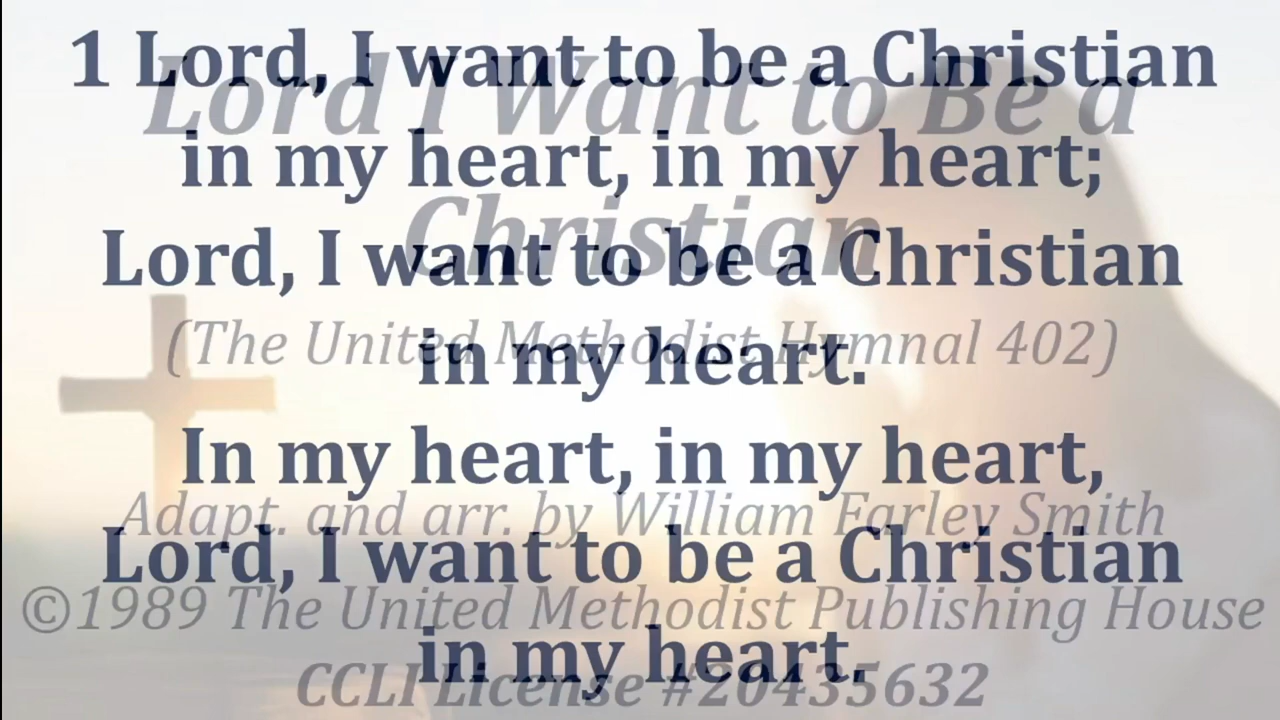 1 Lord, I want to be a Christian
in my heart, in my heart;
Lord, I want to be a Christian
in my heart.
In my heart, in my heart,
Lord, I want to be a Christian
in my heart.
Lord I Want to Be a
Christian
(The United Methodist Hymnal 402)
Adapt. and arr. by William Farley Smith
©1989 The United Methodist Publishing House
CCLI License #20435632